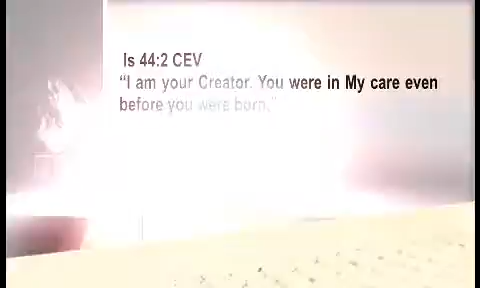 Is 44:2 CEV
“I am your Creator. You were in My care even
before you were born.”